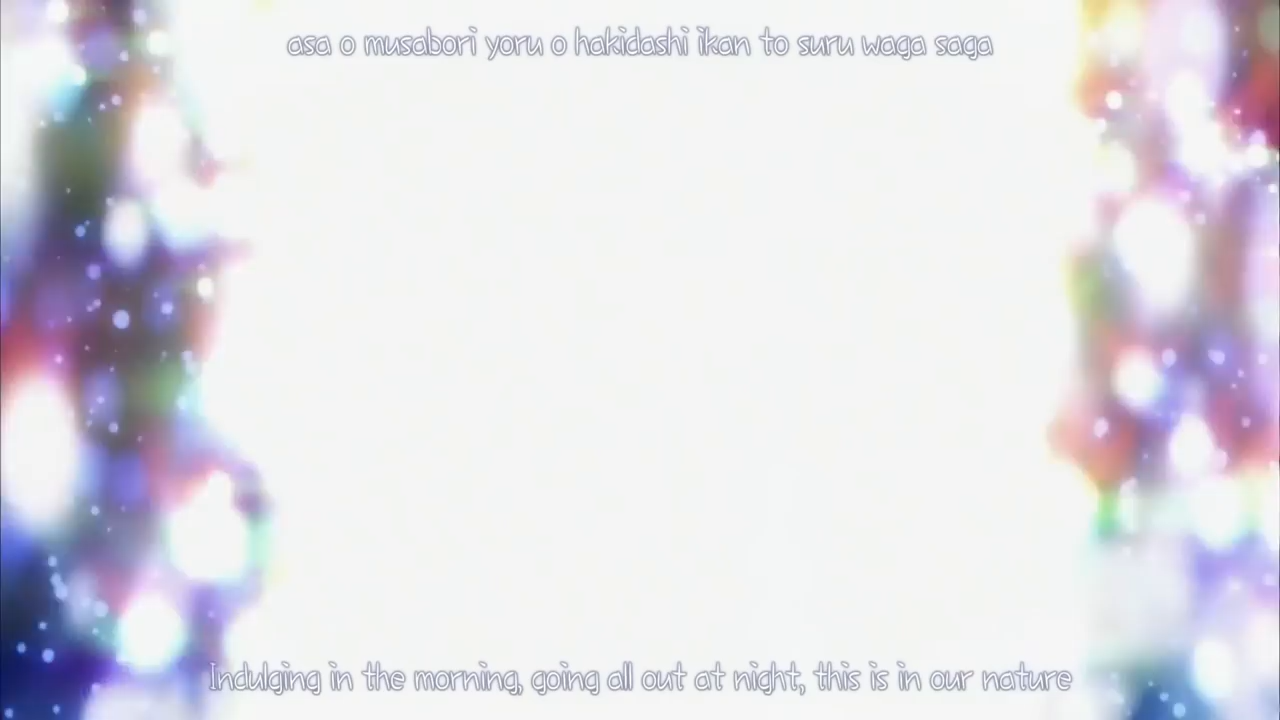 asa o musabori yoru o hakidashi ikan to suru waga saga
Indulging in the morning, going all out at night, this is in our nature